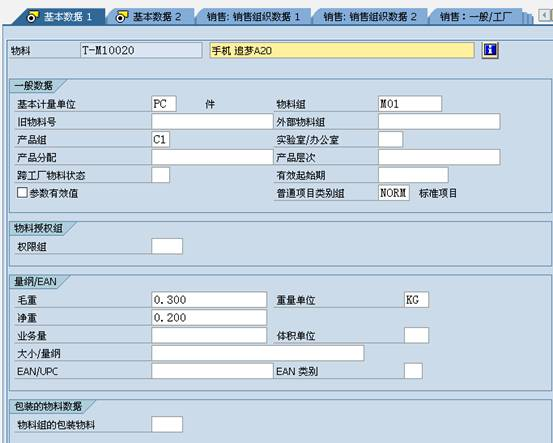 基本数据 1 基本数据 2 销售: 销售组织数据 1 销售: 销售组织数据 2 销售：一般/工厂
物料 T-M10020 手机 追梦A20
一般数据
基本计量单位 PC 件 物料组 M01
旧物料号 外部物料组
产品组 C1 实验室/办公室
产品分配 产品层次
跨工厂物料状态 有效起始期
参数有效值 普通项目类别组 NORM 标准项目
物料授权组
权限组
量纲/EAN
毛重 0.300 重量单位 KG
净重 0.200
业务量 体积单位
大小/量纲
EAN/UPC EAN 类别
包装的物料数据
物料组的包装物料